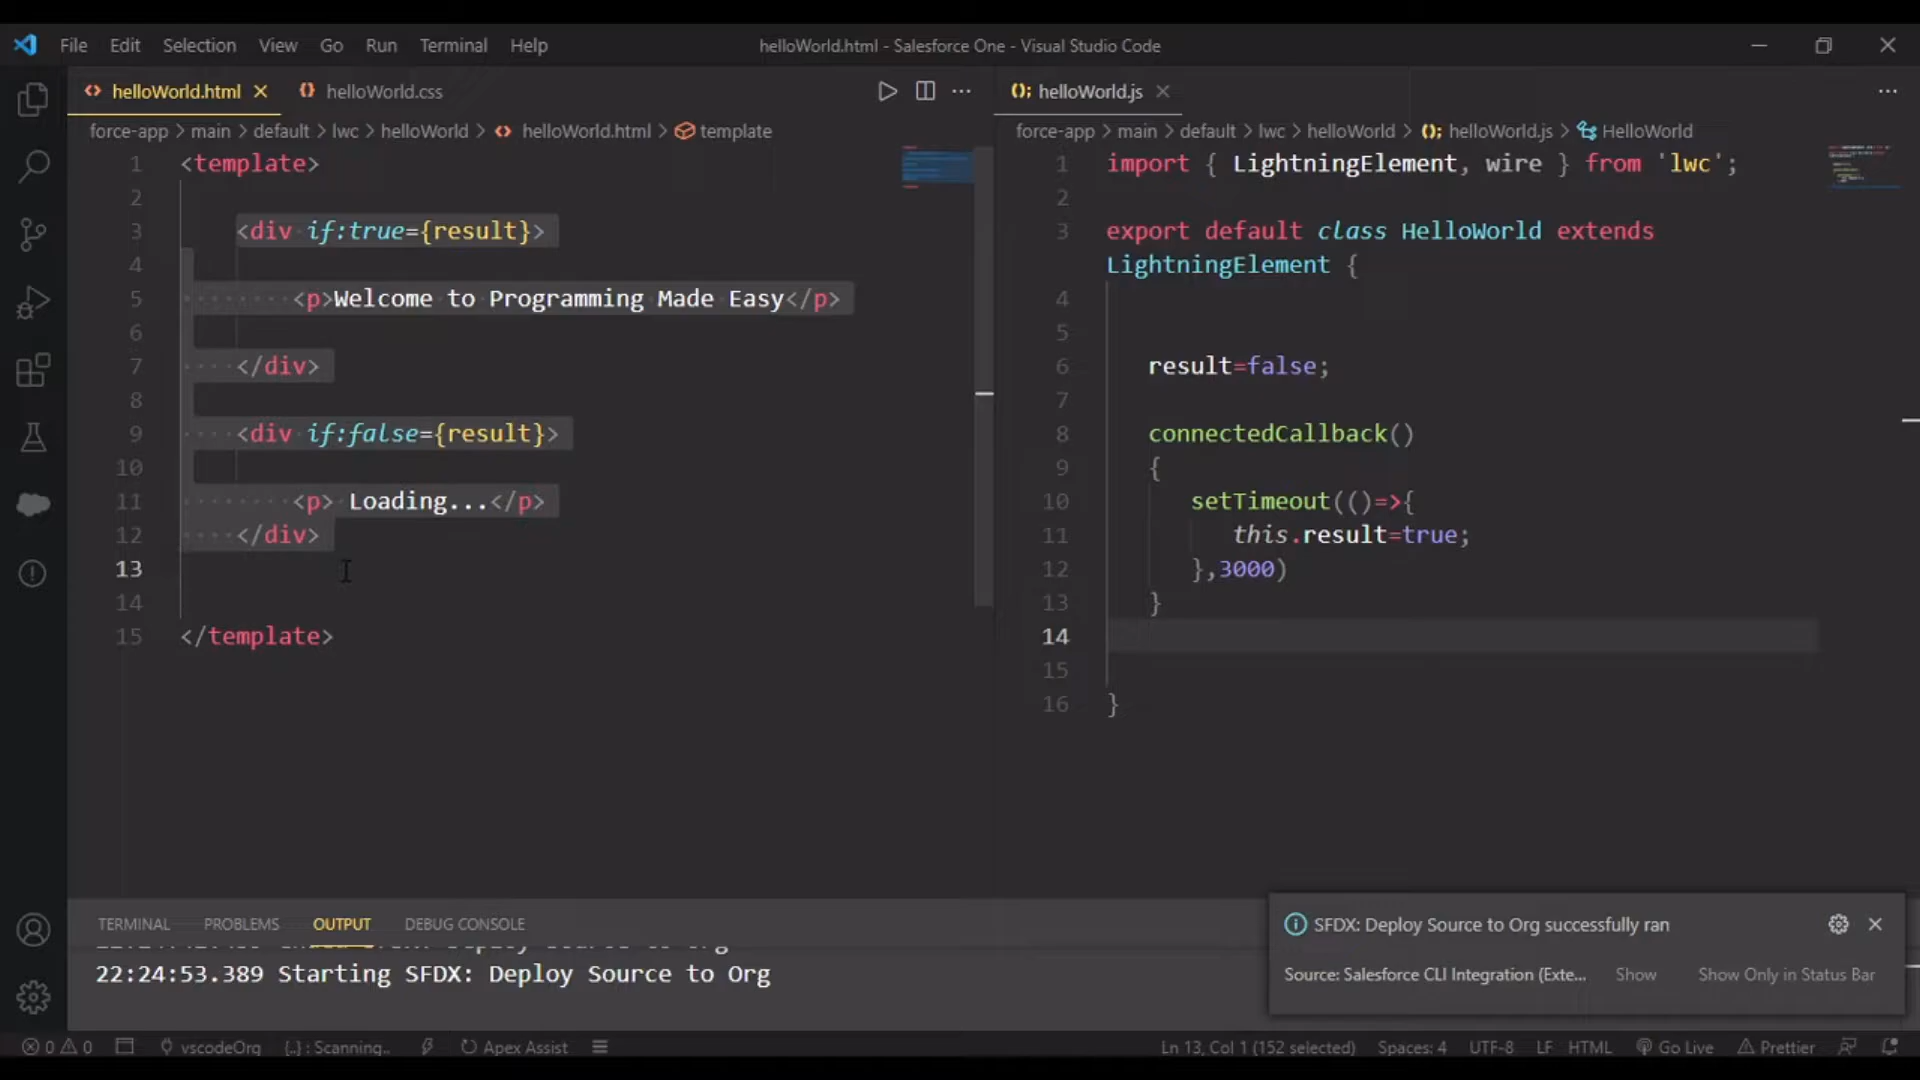 File Edit Selection View Go Run Terminal Help
helloWorld.html - Salesforce One - Visual Studio Code
helloWorld.html
helloWorld.css
force-app > main > default > lwc > helloWorld > helloWorld.html > template
1 <template>
2
3 <div if:true={result}>
4
5 <p>Welcome to Programming Made Easy</p>
6
7 </div>
8
9 <div if:false={result}>
10
11 <p> Loading...</p>
12 </div>
13
14
15 </template>
helloWorld.js
force-app > main > default > lwc > helloWorld > helloWorld.js > HelloWorld
1 import { LightningElement, wire } from 'lwc';
2
3 export default class HelloWorld extends
LightningElement {
4
5
6 result=false;
7
8 connectedCallback()
9 {
10 setTimeout(()=>{
11 this.result=true;
12 },3000)
13 }
14
15
16 }
TERMINAL PROBLEMS OUTPUT DEBUG CONSOLE
22:24:53.389 Starting SFDX: Deploy Source to Org
SFDX: Deploy Source to Org successfully ran
Source: Salesforce CLI Integration (Exte... Show Show Only in Status Bar
0 0 vscodeOrg {..} : Scanning.. Apex Assist
Ln 13, Col 1 (152 selected) Spaces: 4 UTF-8 LF HTML Go Live Prettier